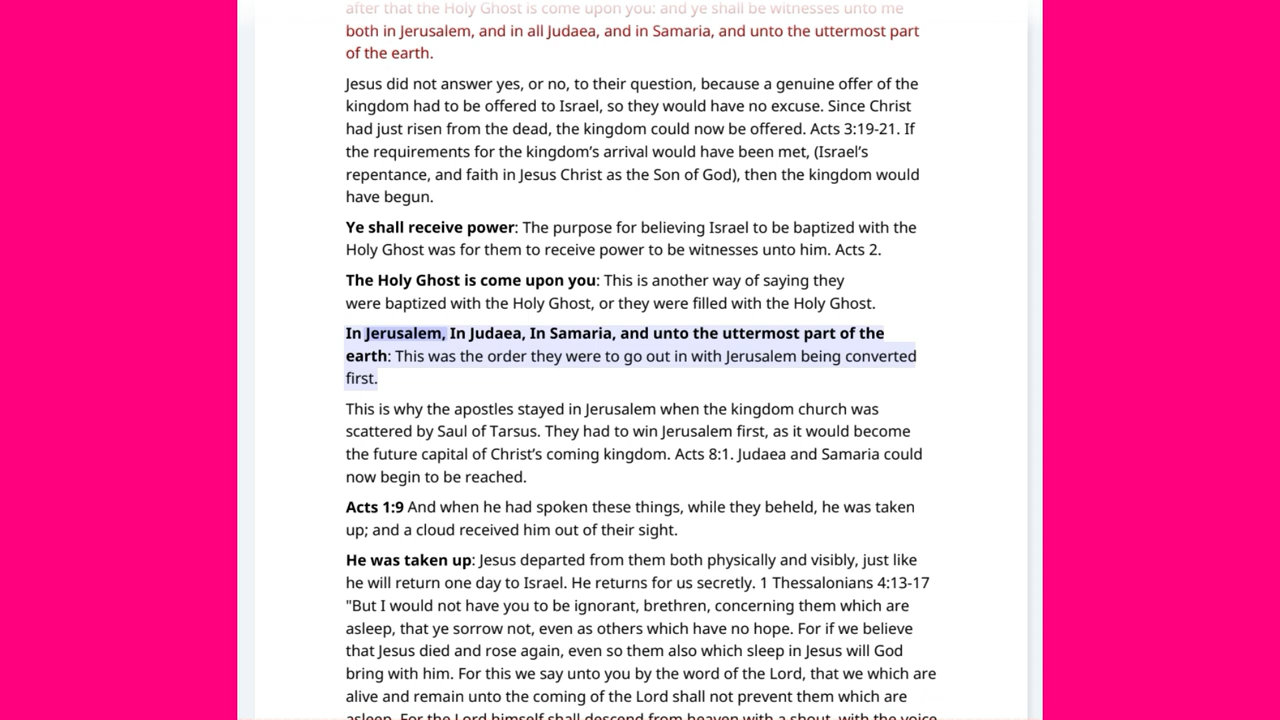 after that the Holy Ghost is come upon you: and ye shall be witnesses unto me
both in Jerusalem, and in all Judaea, and in Samaria, and unto the uttermost part
of the earth.
Jesus did not answer yes, or no, to their question, because a genuine offer of the
kingdom had to be offered to Israel, so they would have no excuse. Since Christ
had just risen from the dead, the kingdom could now be offered. Acts 3:19-21. If
the requirements for the kingdom’s arrival would have been met, (Israel’s
repentance, and faith in Jesus Christ as the Son of God), then the kingdom would
have begun.
Ye shall receive power: The purpose for believing Israel to be baptized with the
Holy Ghost was for them to receive power to be witnesses unto him. Acts 2.
The Holy Ghost is come upon you: This is another way of saying they
were baptized with the Holy Ghost, or they were filled with the Holy Ghost.
In Jerusalem, In Judaea, In Samaria, and unto the uttermost part of the
earth: This was the order they were to go out in with Jerusalem being converted
first.
This is why the apostles stayed in Jerusalem when the kingdom church was
scattered by Saul of Tarsus. They had to win Jerusalem first, as it would become
the future capital of Christ’s coming kingdom. Acts 8:1. Judaea and Samaria could
now begin to be reached.
Acts 1:9 And when he had spoken these things, while they beheld, he was taken
up; and a cloud received him out of their sight.
He was taken up: Jesus departed from them both physically and visibly, just like
he will return one day to Israel. He returns for us secretly. 1 Thessalonians 4:13-17
"But I would not have you to be ignorant, brethren, concerning them which are
asleep, that ye sorrow not, even as others which have no hope. For if we believe
that Jesus died and rose again, even so them also which sleep in Jesus will God
bring with him. For this we say unto you by the word of the Lord, that we which are
alive and remain unto the coming of the Lord shall not prevent them which are
asleep. For the Lord himself shall descend from heaven with a shout, with the voice